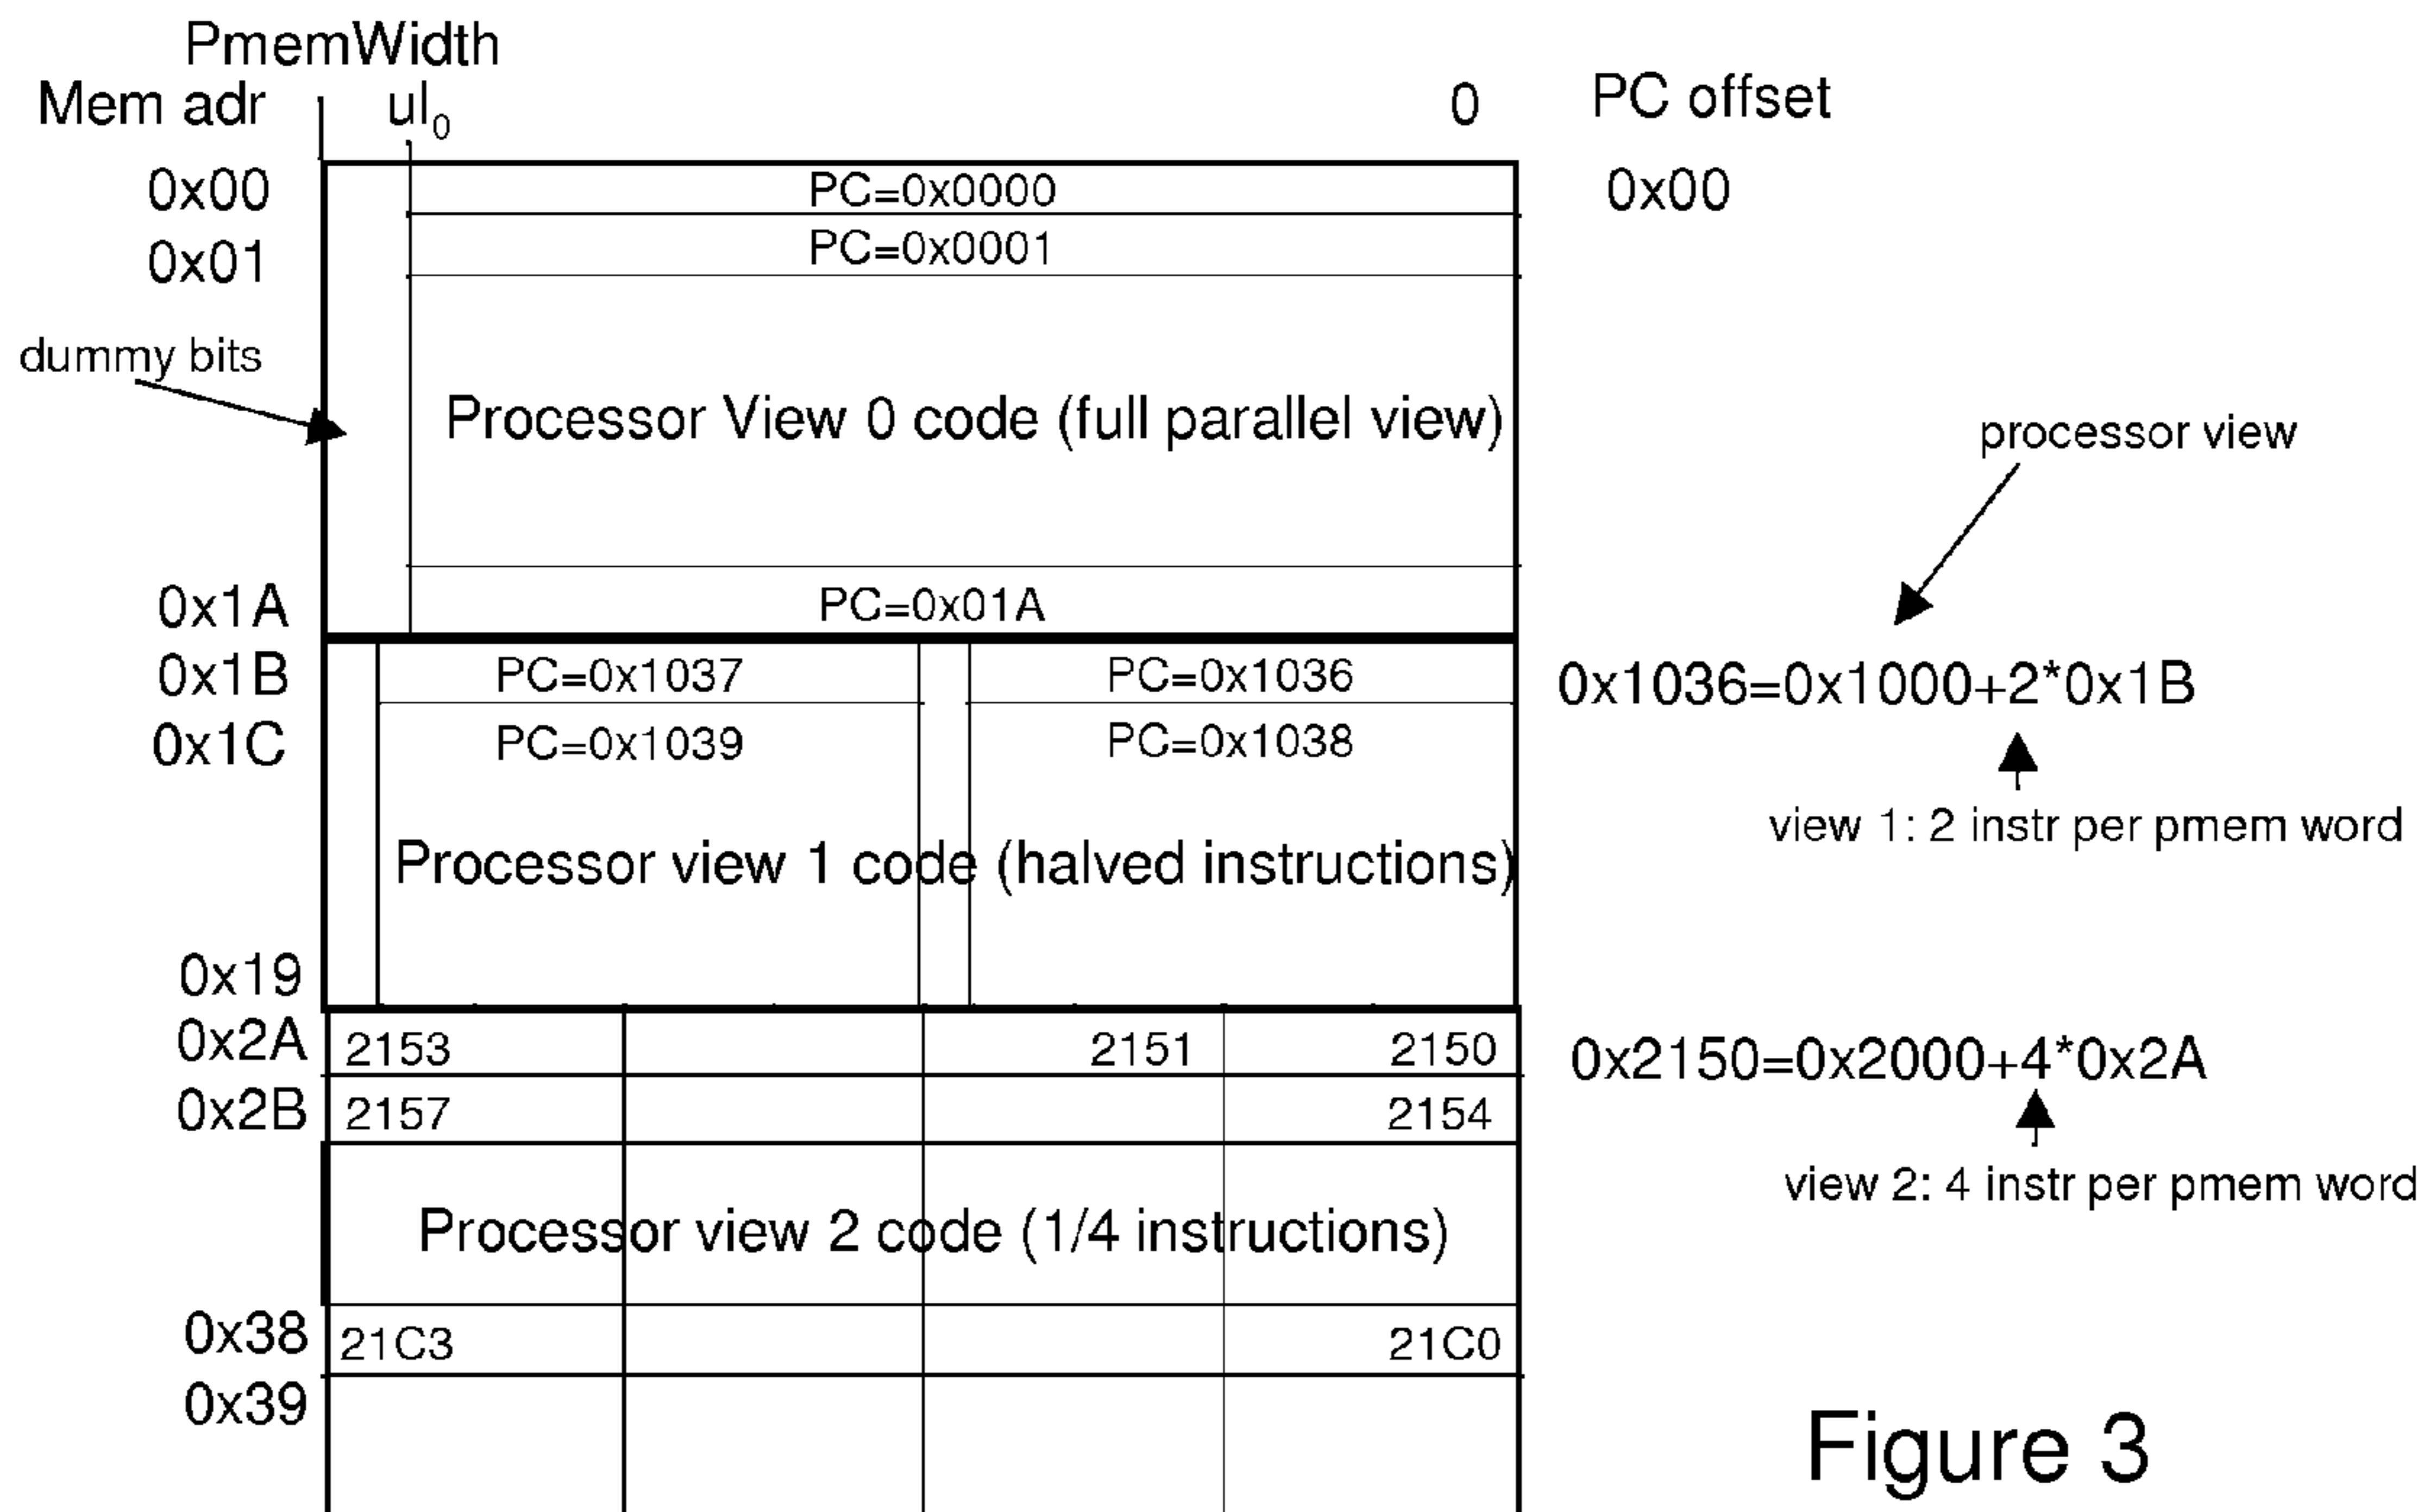 PmemWidth
Mem adr ul0 0 PC offset
0x00 PC=0x0000 0x00
0x01 PC=0x0001
dummy bits
Processor View 0 code (full parallel view)
processor view
0x1A PC=0x01A
0x1B PC=0x1037 PC=0x1036 0x1036=0x1000+2*0x1B
0x1C PC=0x1039 PC=0x1038
view 1: 2 instr per pmem word
Processor view 1 code (halved instructions)
0x19
0x2A 2153 2151 2150 0x2150=0x2000+4*0x2A
0x2B 2157 2154
view 2: 4 instr per pmem word
Processor view 2 code (1/4 instructions)
0x38 21C3 21C0
0x39
Figure 3